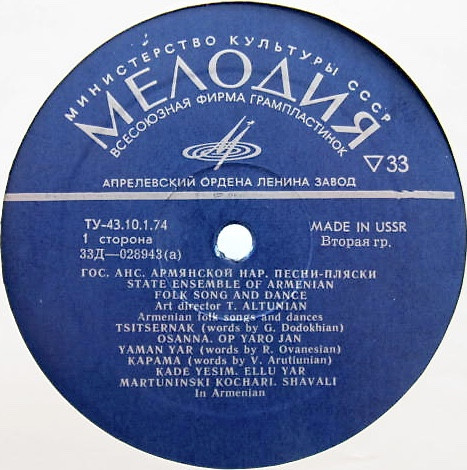 МИНИСТЕРСТВО КУЛЬТУРЫ СССР
МЕЛОДИЯ
ВСЕСОЮЗНАЯ ФИРМА ГРАМПЛАСТИНОК
▽33
АПРЕЛЕВСКИЙ ОРДЕНА ЛЕНИНА ЗАВОД
ТУ-43.10.1.74
MADE IN USSR
1 сторона
Вторая гр.
33Д—028943(а)
ГОС. АНС. АРМЯНСКОЙ НАР. ПЕСНИ-ПЛЯСКИ
STATE ENSEMBLE OF ARMENIAN
FOLK SONG AND DANCE
Art director T. ALTUNIAN
Armenian folk songs and dances
TSITSERNAK (words by G. Dodokhian)
OSANNA. OP YARO JAN
YAMAN YAR (words by R. Ovanesian)
КАРАМА (words by V. Arutiunian)
KADE YESIM. ELLU YAR
MARTUNINSKI KOCHARI. SHAVALI
In Armenian